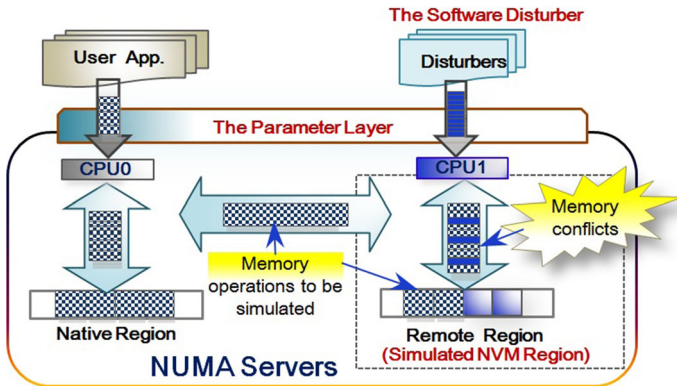 The Software Disturber
User App.
Disturbers
The Parameter Layer
CPU0
CPU1
Memory
conflicts
Memory
operations to be
simulated
Native Region
Remote Region
(Simulated NVM Region)
NUMA Servers